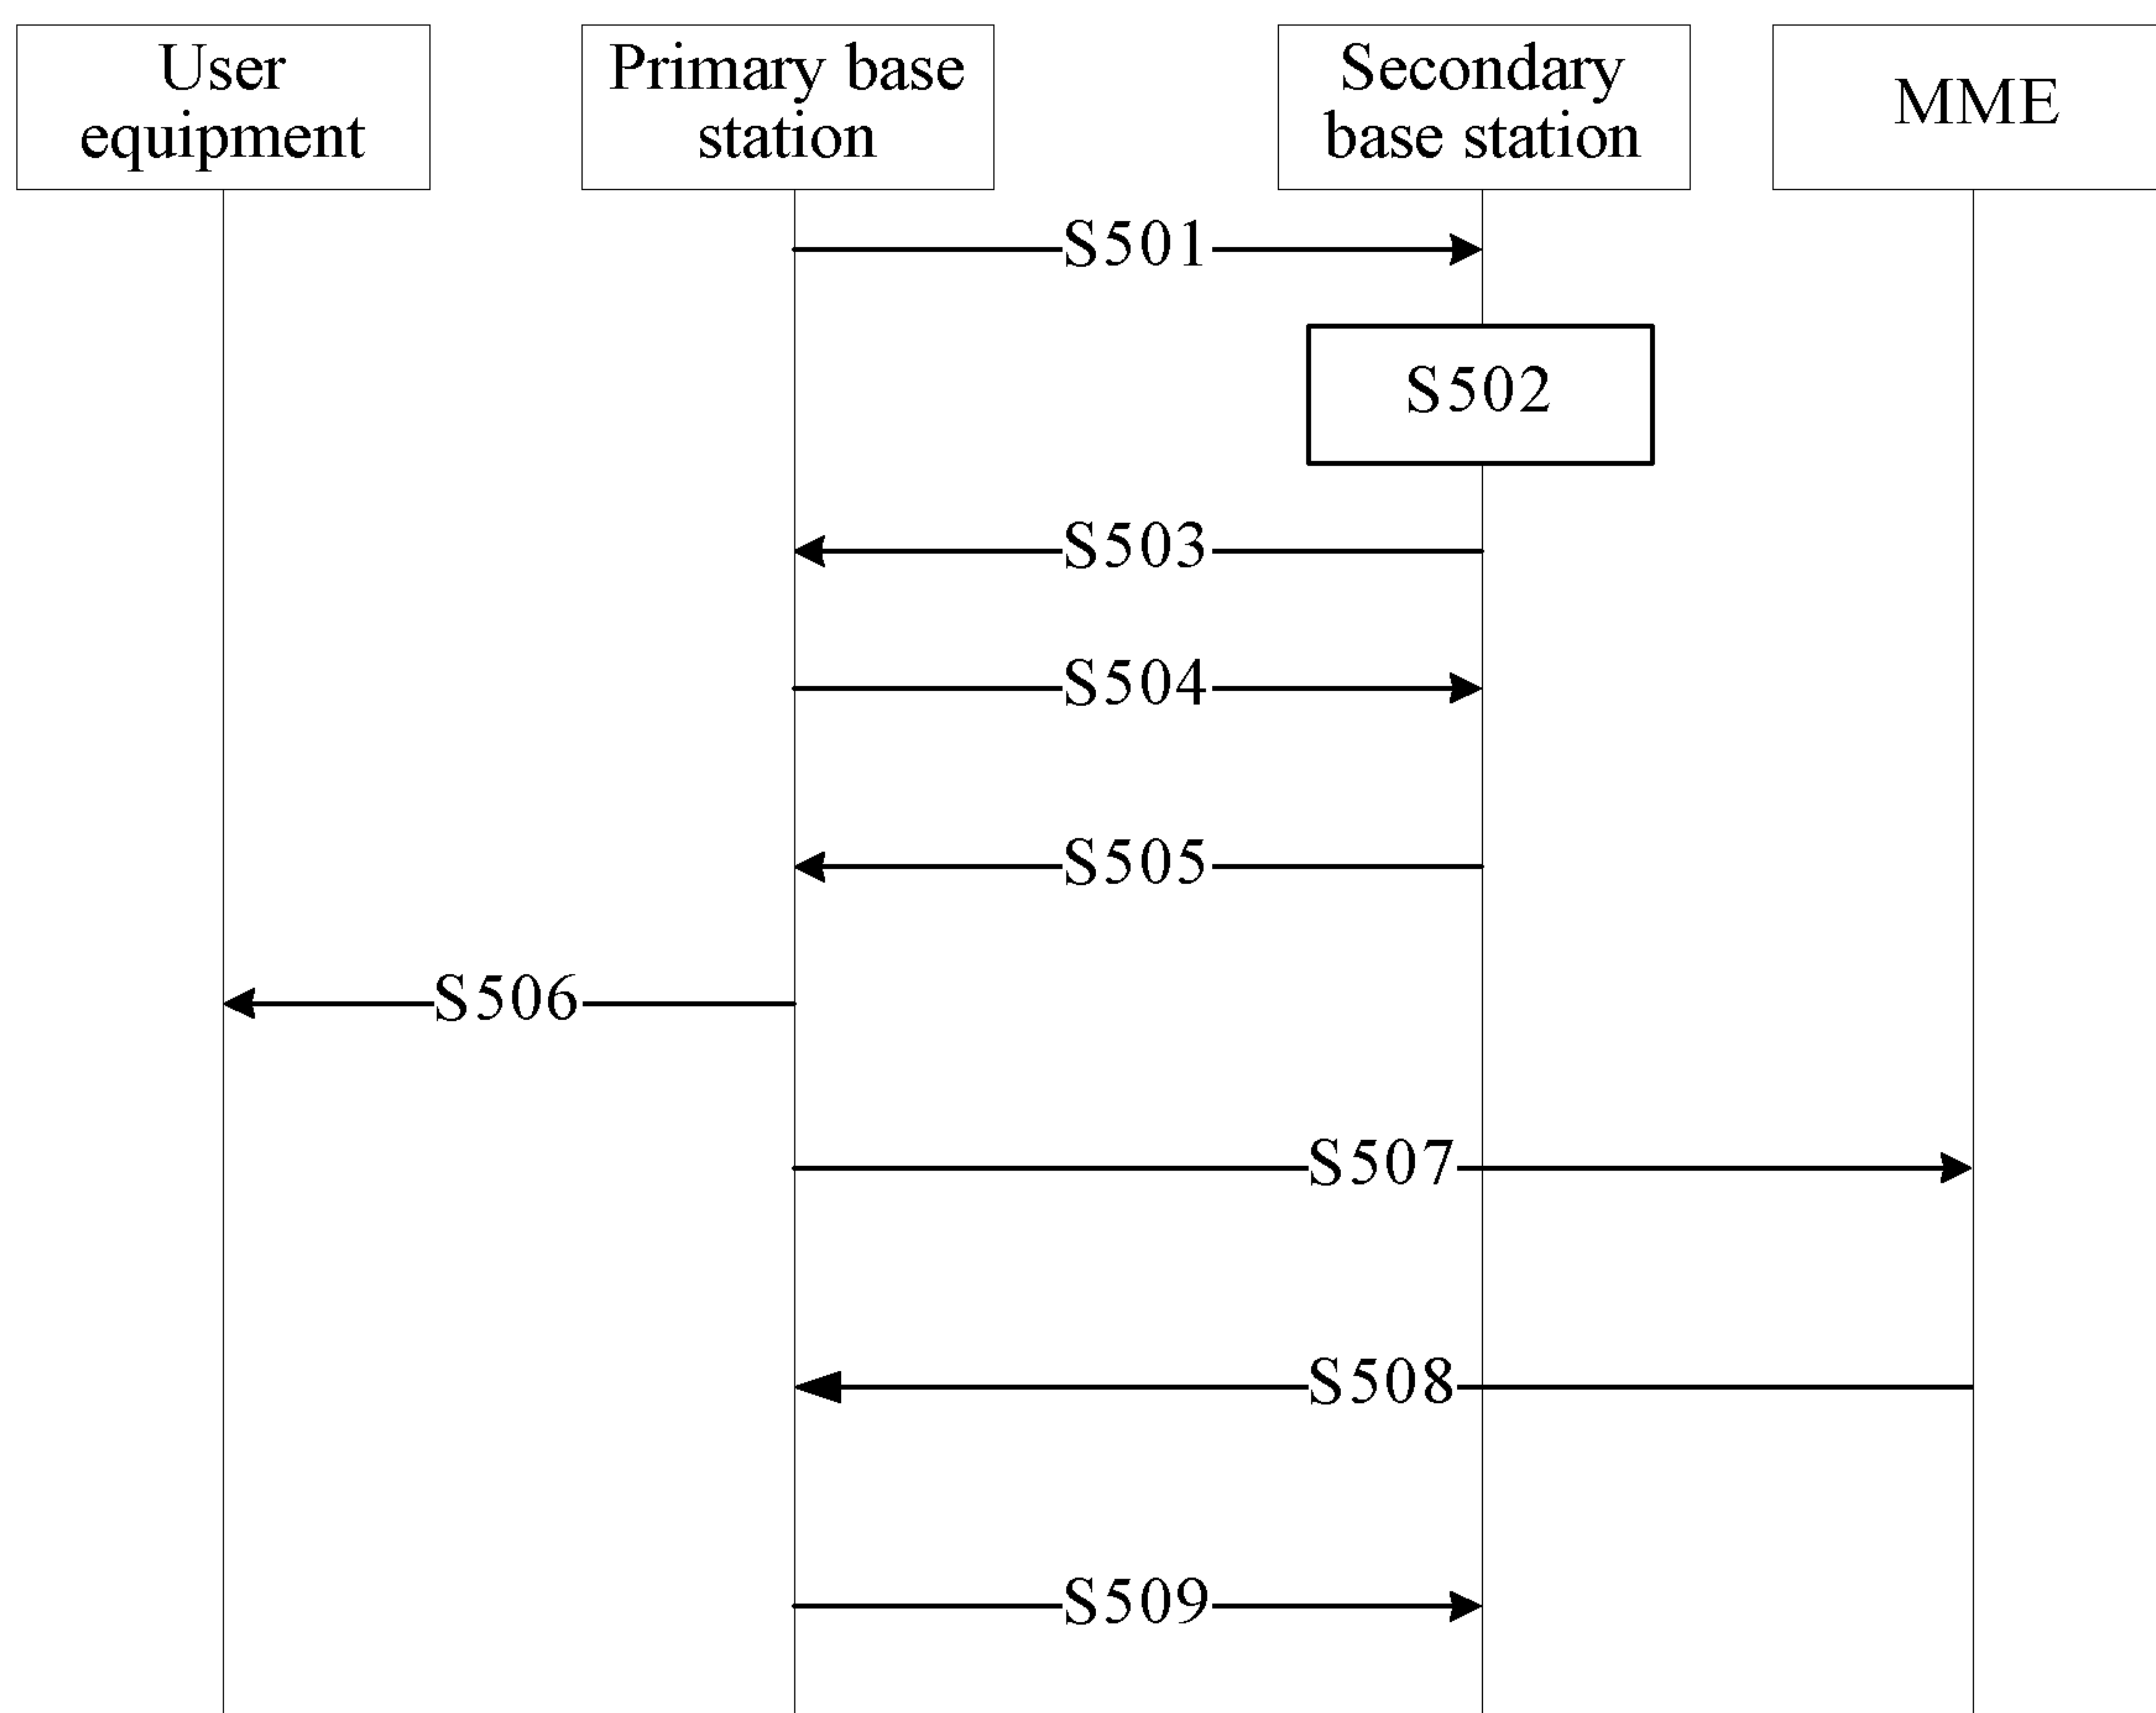 User
equipment
Primary base
station
Secondary
base station
MME
S501
S502
S503
S504
S505
S506
S507
S508
S509